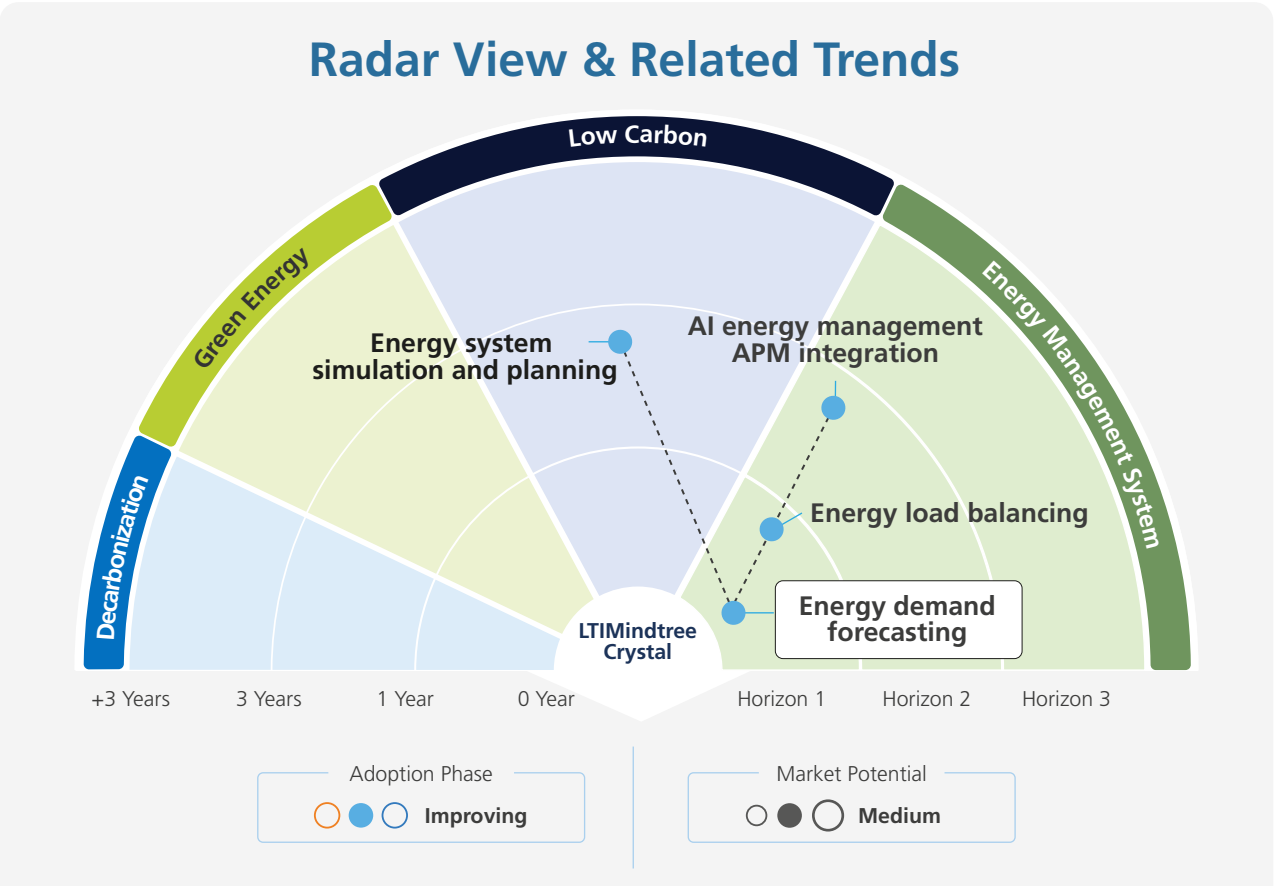 Radar View & Related Trends
Low Carbon
Green Energy
Energy Management System
Decarbonization
Energy system
simulation and planning
AI energy management
APM integration
Energy load balancing
Energy demand
forecasting
LTIMindtree
Crystal
+3 Years
3 Years
1 Year
0 Year
Horizon 1
Horizon 2
Horizon 3
Adoption Phase
Improving
Market Potential
Medium